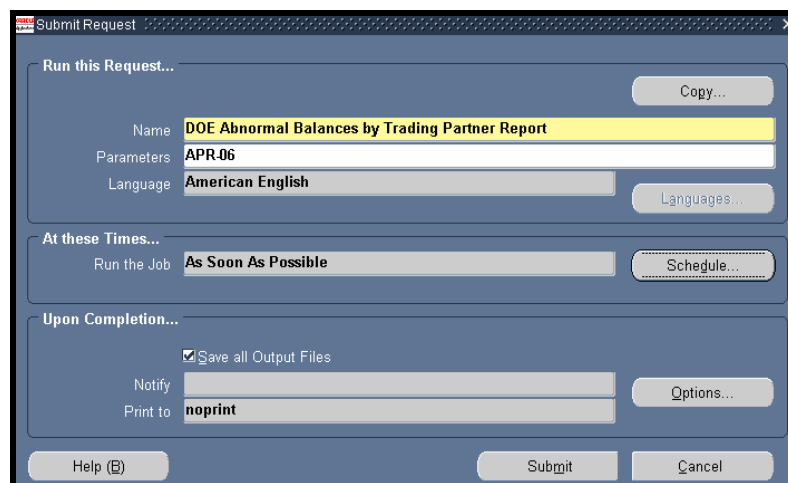 Submit Request
Run this Request...
Copy...
Name DOE Abnormal Balances by Trading Partner Report
Parameters APR-06
Language American English
Languages...
At these Times...
Run the Job As Soon As Possible
Schedule...
Upon Completion...
Save all Output Files
Notify
Options...
Print to noprint
Help (B) Submit Cancel